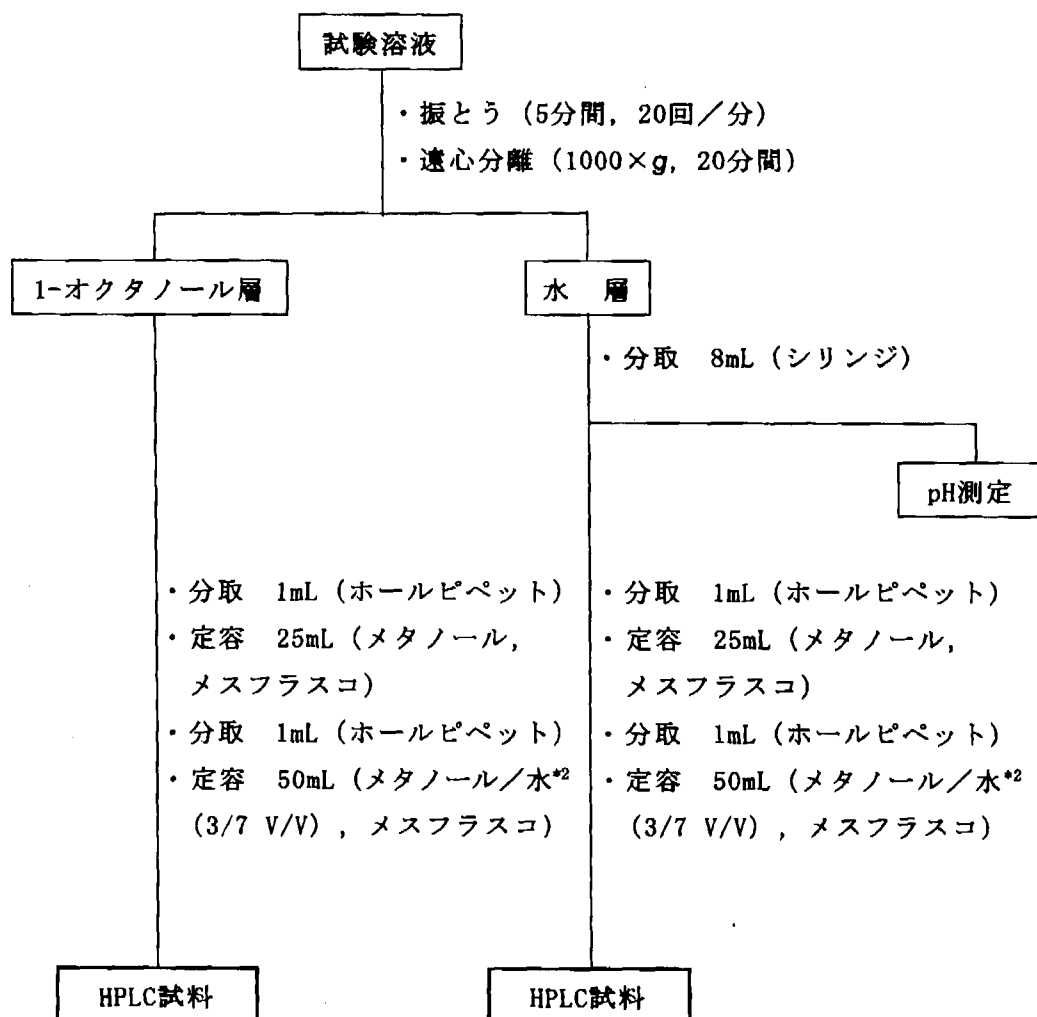 試験溶液
・振とう (5分間, 20回/分)
・遠心分離 (1000×g, 20分間)
1-オクタノール層
水 層
・分取 8mL (シリンジ)
pH測定
・分取 1mL (ホールピペット)
・定容 25mL (メタノール,
メスフラスコ)
・分取 1mL (ホールピペット)
・定容 50mL (メタノール/水*2
(3/7 V/V) , メスフラスコ)
・分取 1mL (ホールピペット)
・定容 25mL (メタノール,
メスフラスコ)
・分取 1mL (ホールピペット)
・定容 50mL (メタノール/水*2
(3/7 V/V) , メスフラスコ)
HPLC試料
HPLC試料